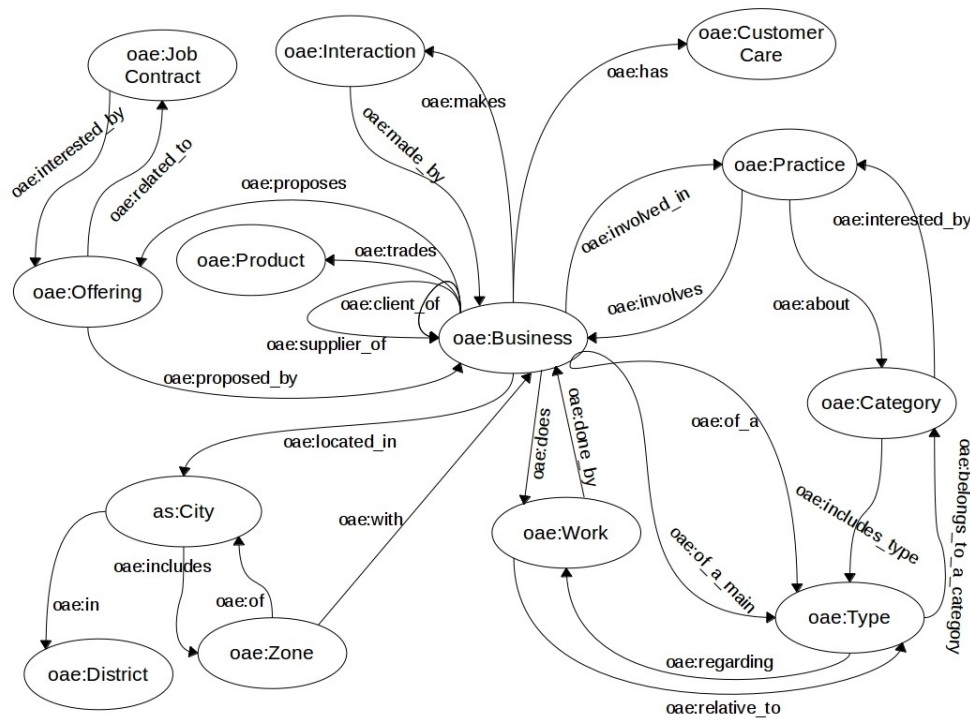 oae:Job
Contract
oae:Interaction
oae:Customer
Care
oae:has
oae:makes
oae:interested_by
oae:related_to
oae:made_by
oae:Practice
oae:proposes
oae:involved_in
oae:interested_by
oae:Product
oae:trades
oae:Offering
oae:client_of
oae:involves
oae:about
oae:supplier_of
oae:Business
oae:proposed_by
oae:Category
oae:of_a
oae:located_in
oae:does
oae:done_by
as:City
oae:with
oae:Work
oae:includes_type
oae:belongs_to_a_category
oae:includes
oae:of_a_main
oae:in
oae:of
oae:Type
oae:District
oae:Zone
oae:regarding
oae:relative_to